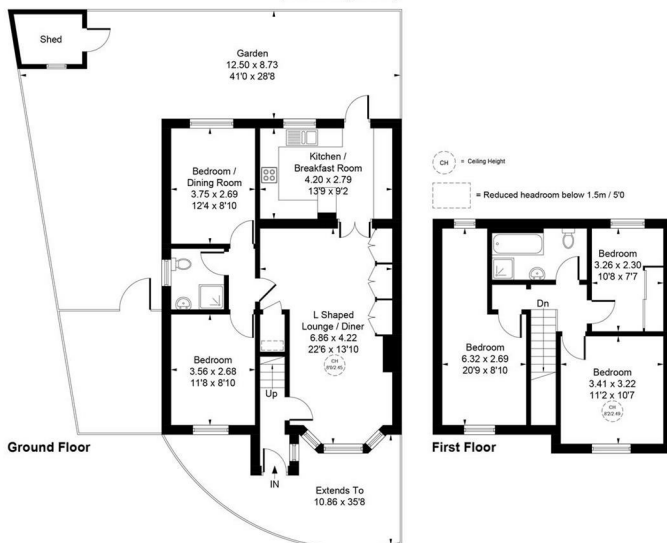 Shed
Garden
12.50 x 8.73
41'0 x 28'8
Bedroom /
Dining Room
3.75 x 2.69
12'4 x 8'10
Kitchen /
Breakfast Room
4.20 x 2.79
13'9 x 9'2
CH
= Ceiling Height
= Reduced headroom below 1.5m / 5'0
L Shaped
Lounge / Diner
6.86 x 4.22
22'6 x 13'10
CH
Bedroom
3.56 x 2.68
11'8 x 8'10
Up
IN
Extends To
10.86 x 35'8
Ground Floor
Bedroom
3.26 x 2.30
10'8 x 7'7
Dn
Bedroom
6.32 x 2.69
20'9 x 8'10
Bedroom
3.41 x 3.22
11'2 x 10'7
CH
First Floor